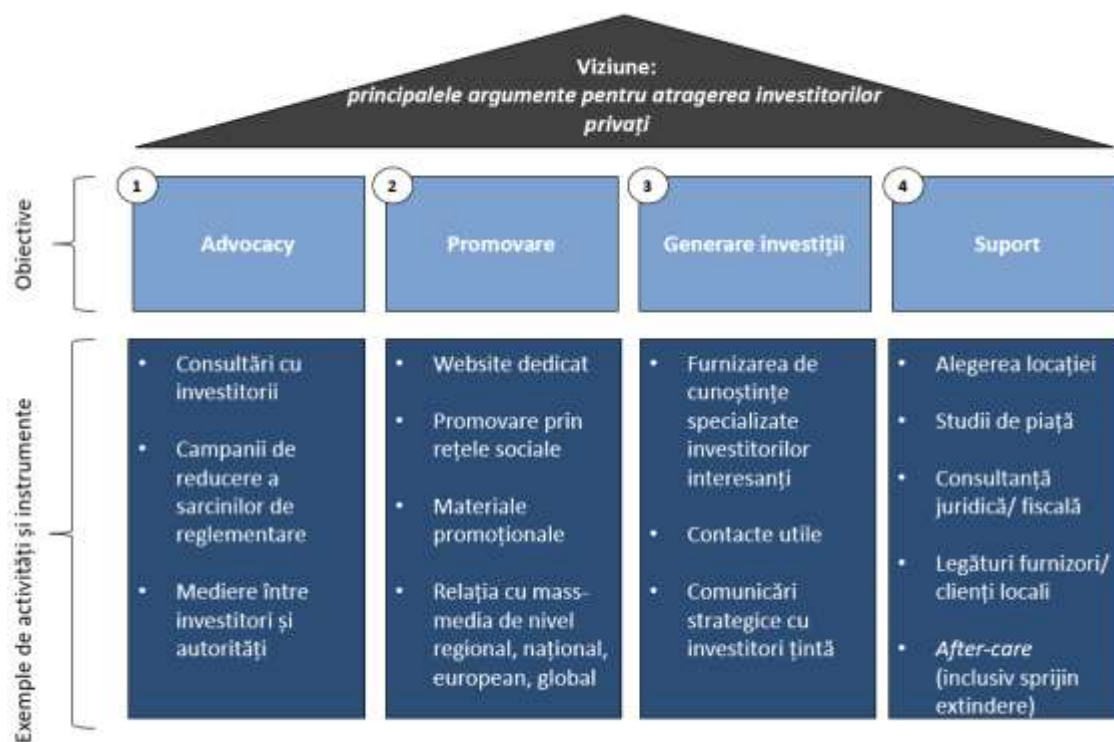 Viziune:
principalele argumente pentru atragerea investitorilor
privați
Obiective
1
Advocacy
2
Promovare
3
Generare investiții
4
Suport
Exemple de activități și instrumente
• Consultări cu
investitorii
• Campanii de
reducere a
sarcinilor de
reglementare
• Mediere între
investitori și
autorități
• Website dedicat
• Promovare prin
rețele sociale
• Materiale
promoționale
• Relația cu mass-
media de nivel
regional, național,
european, global
• Furnizarea de
cunoștințe
specializate
investitorilor
interesanți
• Contacte utile
• Comunicări
strategice cu
investitori țintă
• Alegerea locației
• Studii de piață
• Consultanță
juridică/ fiscală
• Legături furnizori/
clienți locali
• After-care
(inclusiv sprijin
extindere)